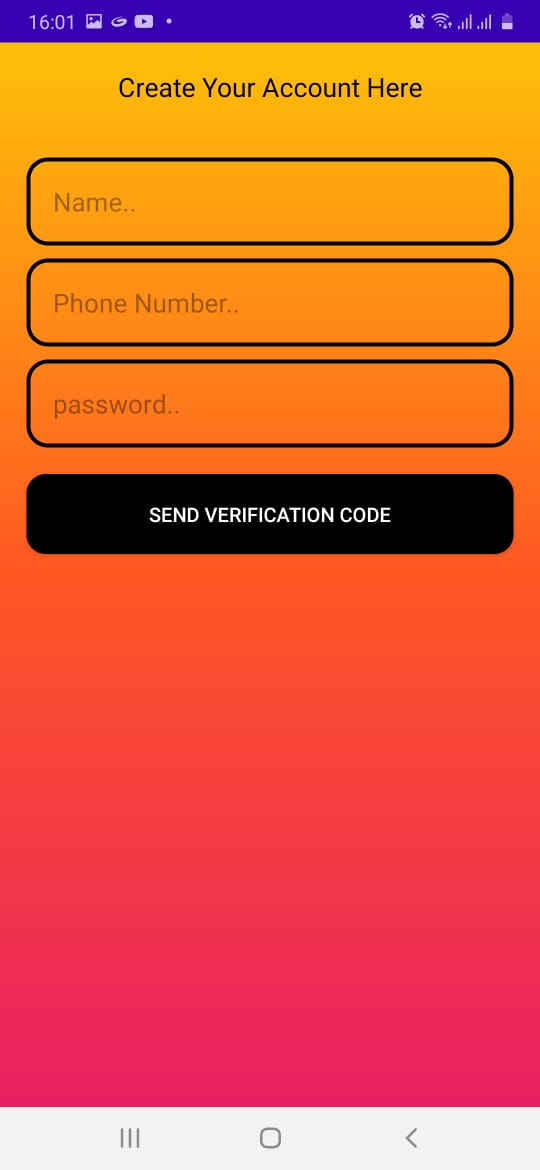 16:01
Create Your Account Here
Name..
Phone Number..
password..
SEND VERIFICATION CODE